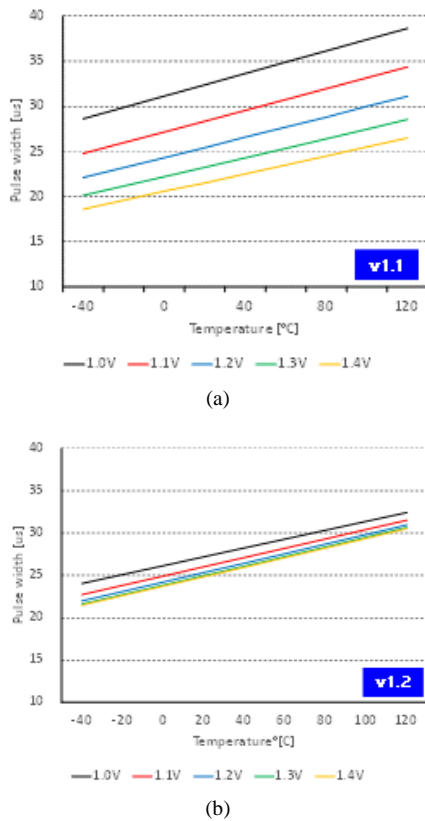 40
35
30
25
20
15
10
Pulse width [us]
v1.1
-40 0 40 80 120
Temperature [°C]
1.0V 1.1V 1.2V 1.3V 1.4V
(a)
40
35
30
25
20
15
10
Pulse width [us]
v1.2
-40 -20 0 20 40 60 80 100 120
Temperature°[C]
1.0V 1.1V 1.2V 1.3V 1.4V
(b)